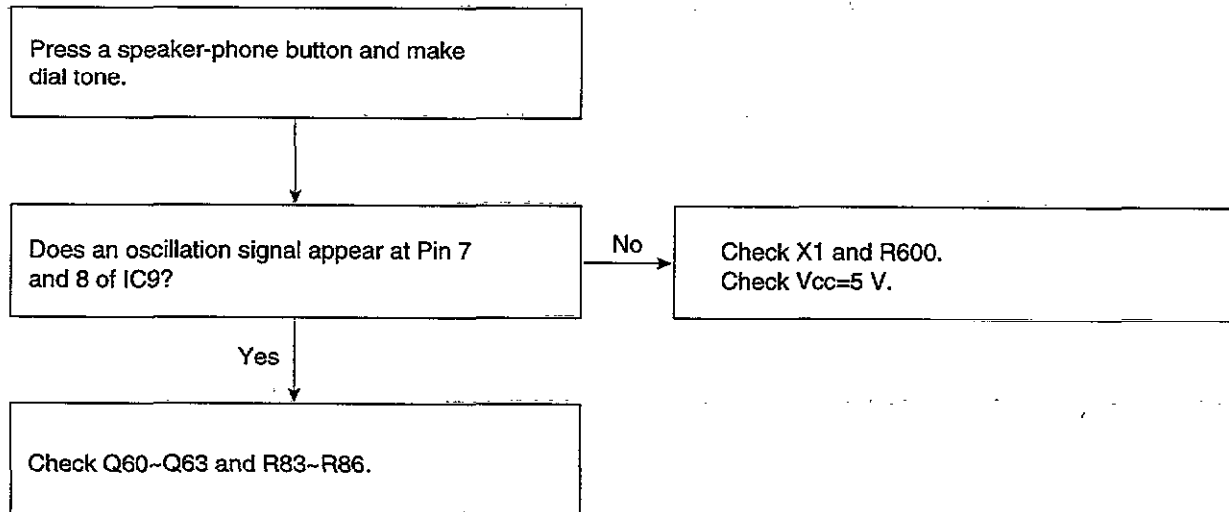 Press a speaker-phone button and make
dial tone.
Does an oscillation signal appear at Pin 7
and 8 of IC9?
No
Check X1 and R600.
Check Vcc=5 V.
Yes
Check Q60~Q63 and R83~R86.